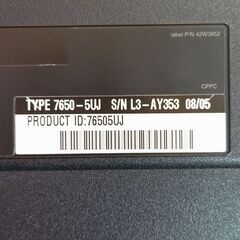 label P/N 42W3852
CPPC
TYPE 7650-5UJ S/N L3-AY353 08/05
PRODUCT ID:76505UJ